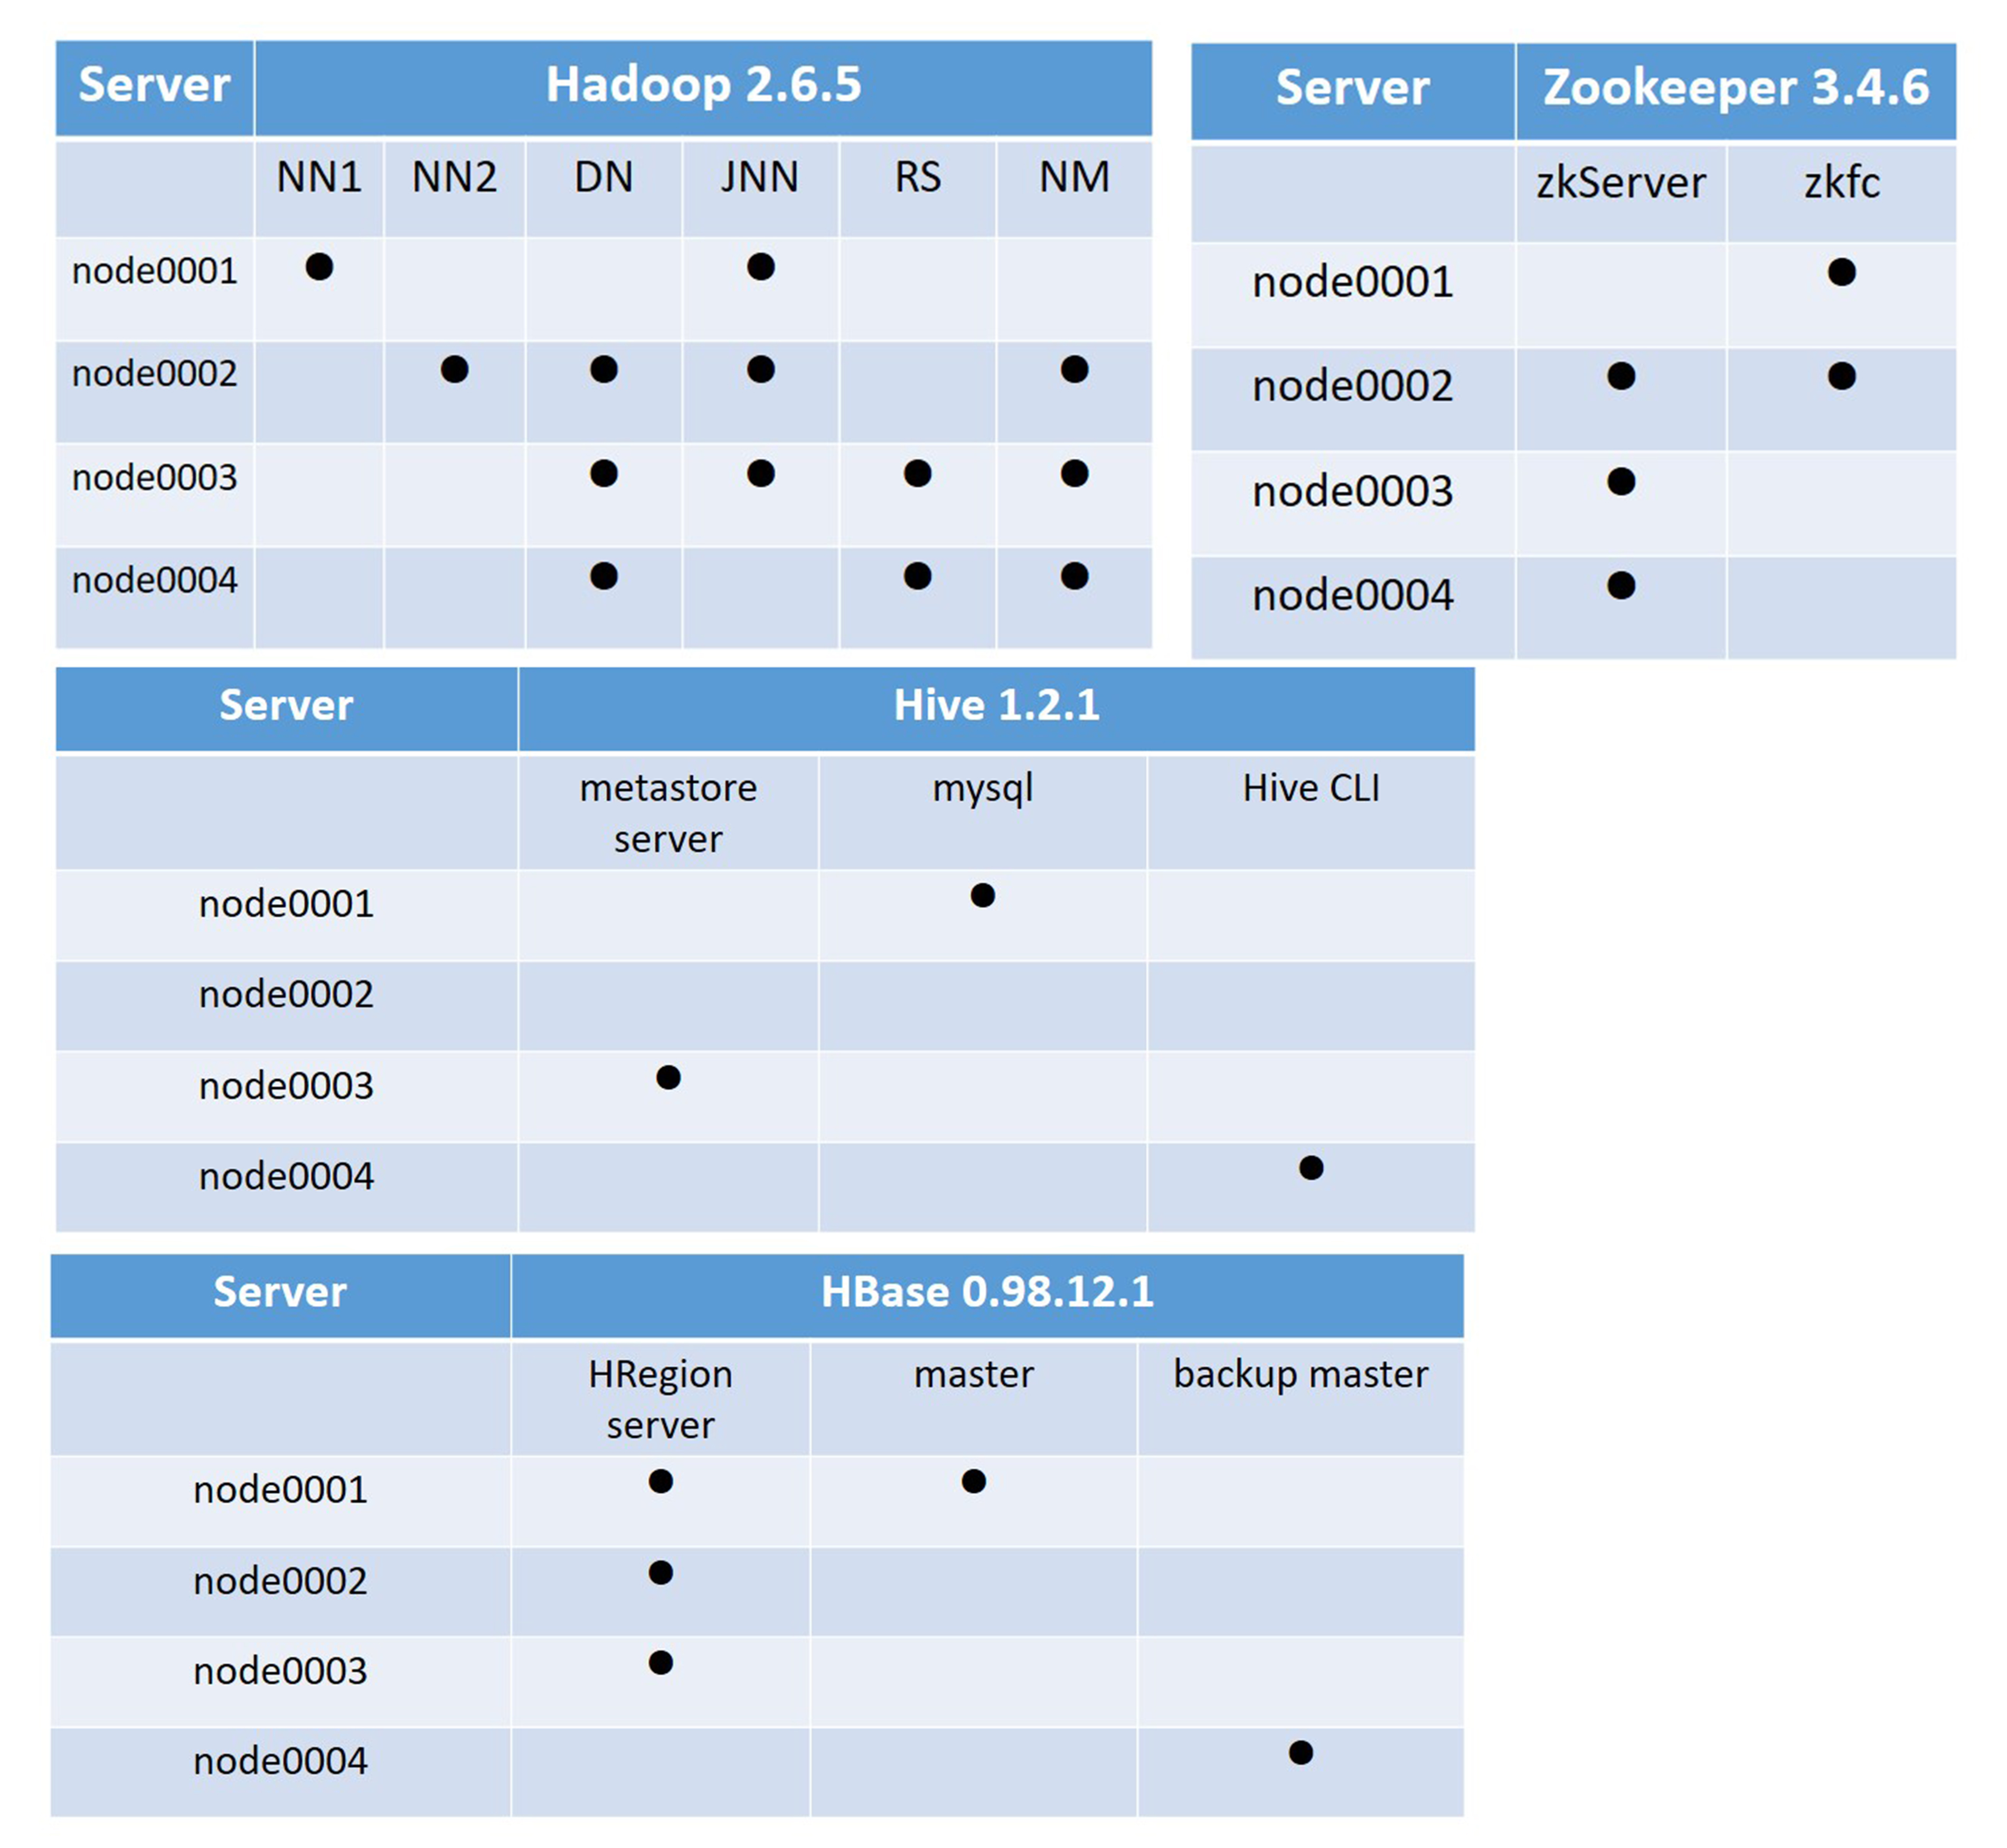 Server Hadoop 2.6.5
NN1 NN2 DN JNN RS NM
node0001 ● ●
node0002 ● ● ● ●
node0003 ● ● ● ●
node0004 ● ● ●
Server Zookeeper 3.4.6
zkServer zkfc
node0001 ●
node0002 ● ●
node0003 ●
node0004 ●
Server Hive 1.2.1
metastore server mysql Hive CLI
node0001 ●
node0002
node0003 ●
node0004 ●
Server HBase 0.98.12.1
HRegion server master backup master
node0001 ● ●
node0002 ●
node0003 ●
node0004 ●